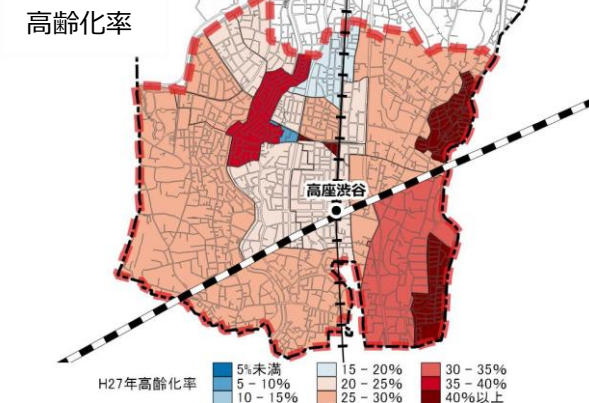 高齢化率
高座渋谷
H27年高齢化率
5%未満
5 - 10%
10 - 15%
15 - 20%
20 - 25%
25 - 30%
30 - 35%
35 - 40%
40%以上